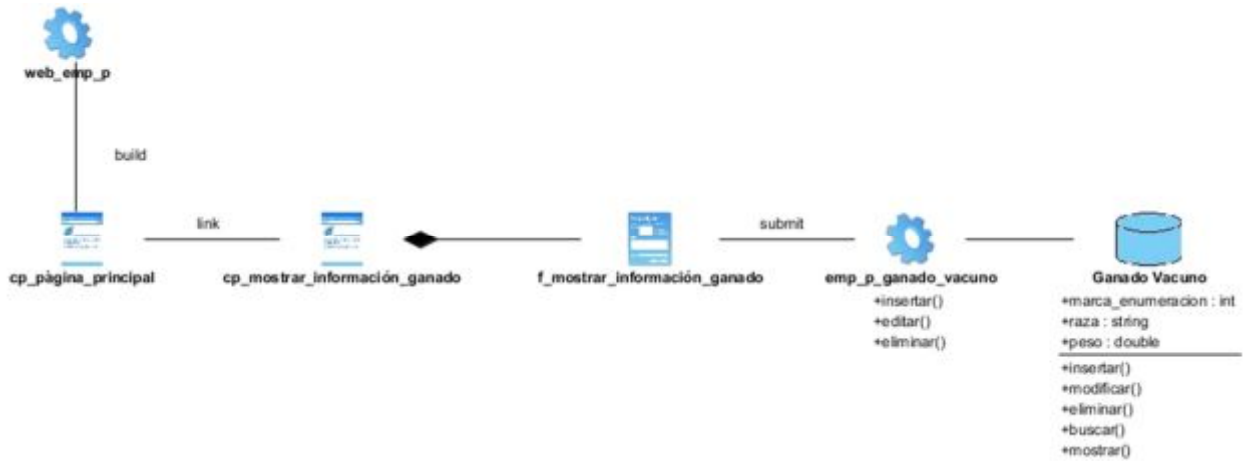 web_emp_p
build
link
submit
cp_pàgina_principal
cp_mostrar_información_ganado
f_mostrar_información_ganado
emp_p_ganado_vacuno
+insertar()
+editar()
+eliminar()
Ganado Vacuno
+marca_enumeracion : int
+raza : string
+peso : double
+insertar()
+modificar()
+eliminar()
+buscar()
+mostrar()